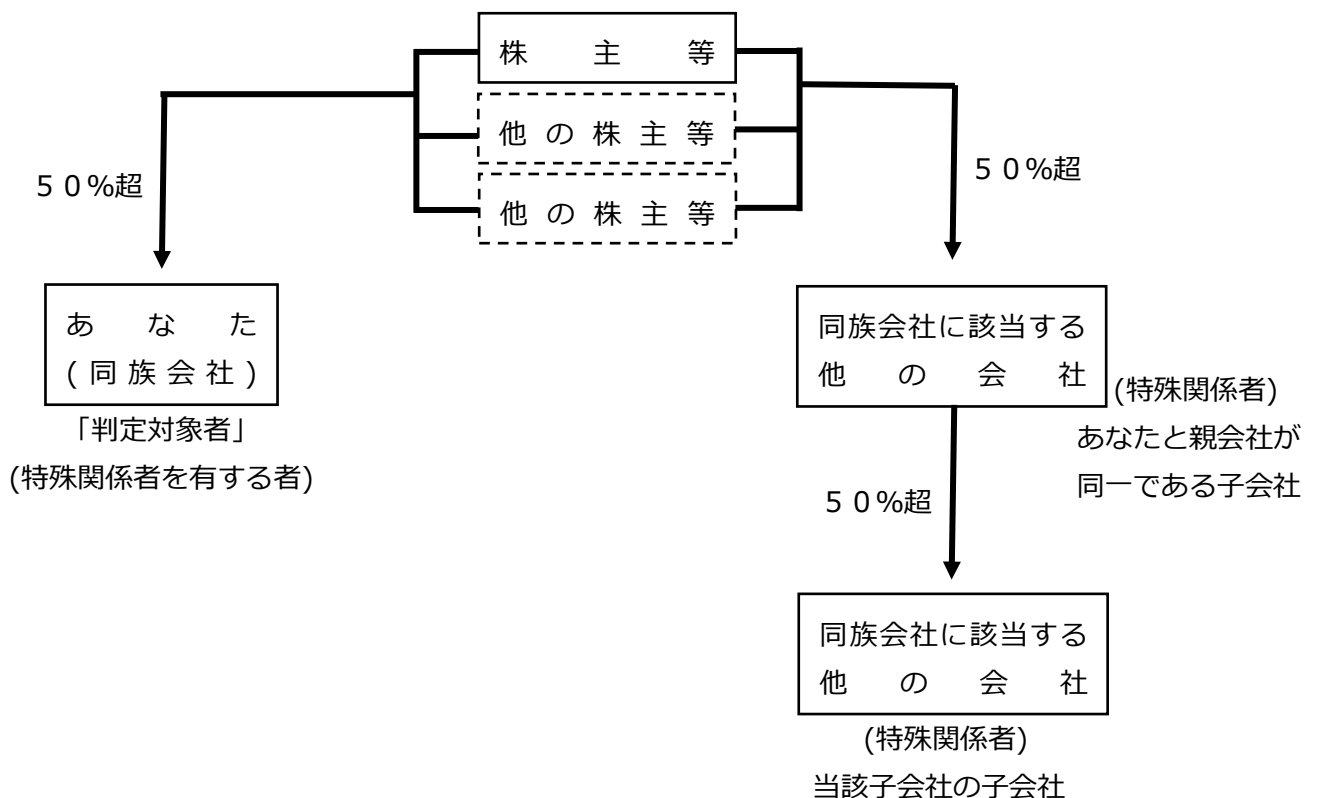 株主等
他の株主等
他の株主等
５０%超
５０%超
あなた
(同族会社)
「判定対象者」
(特殊関係者を有する者)
同族会社に該当する
他の会社
(特殊関係者)
あなたと親会社が
同一である子会社
５０%超
同族会社に該当する
他の会社
(特殊関係者)
当該子会社の子会社